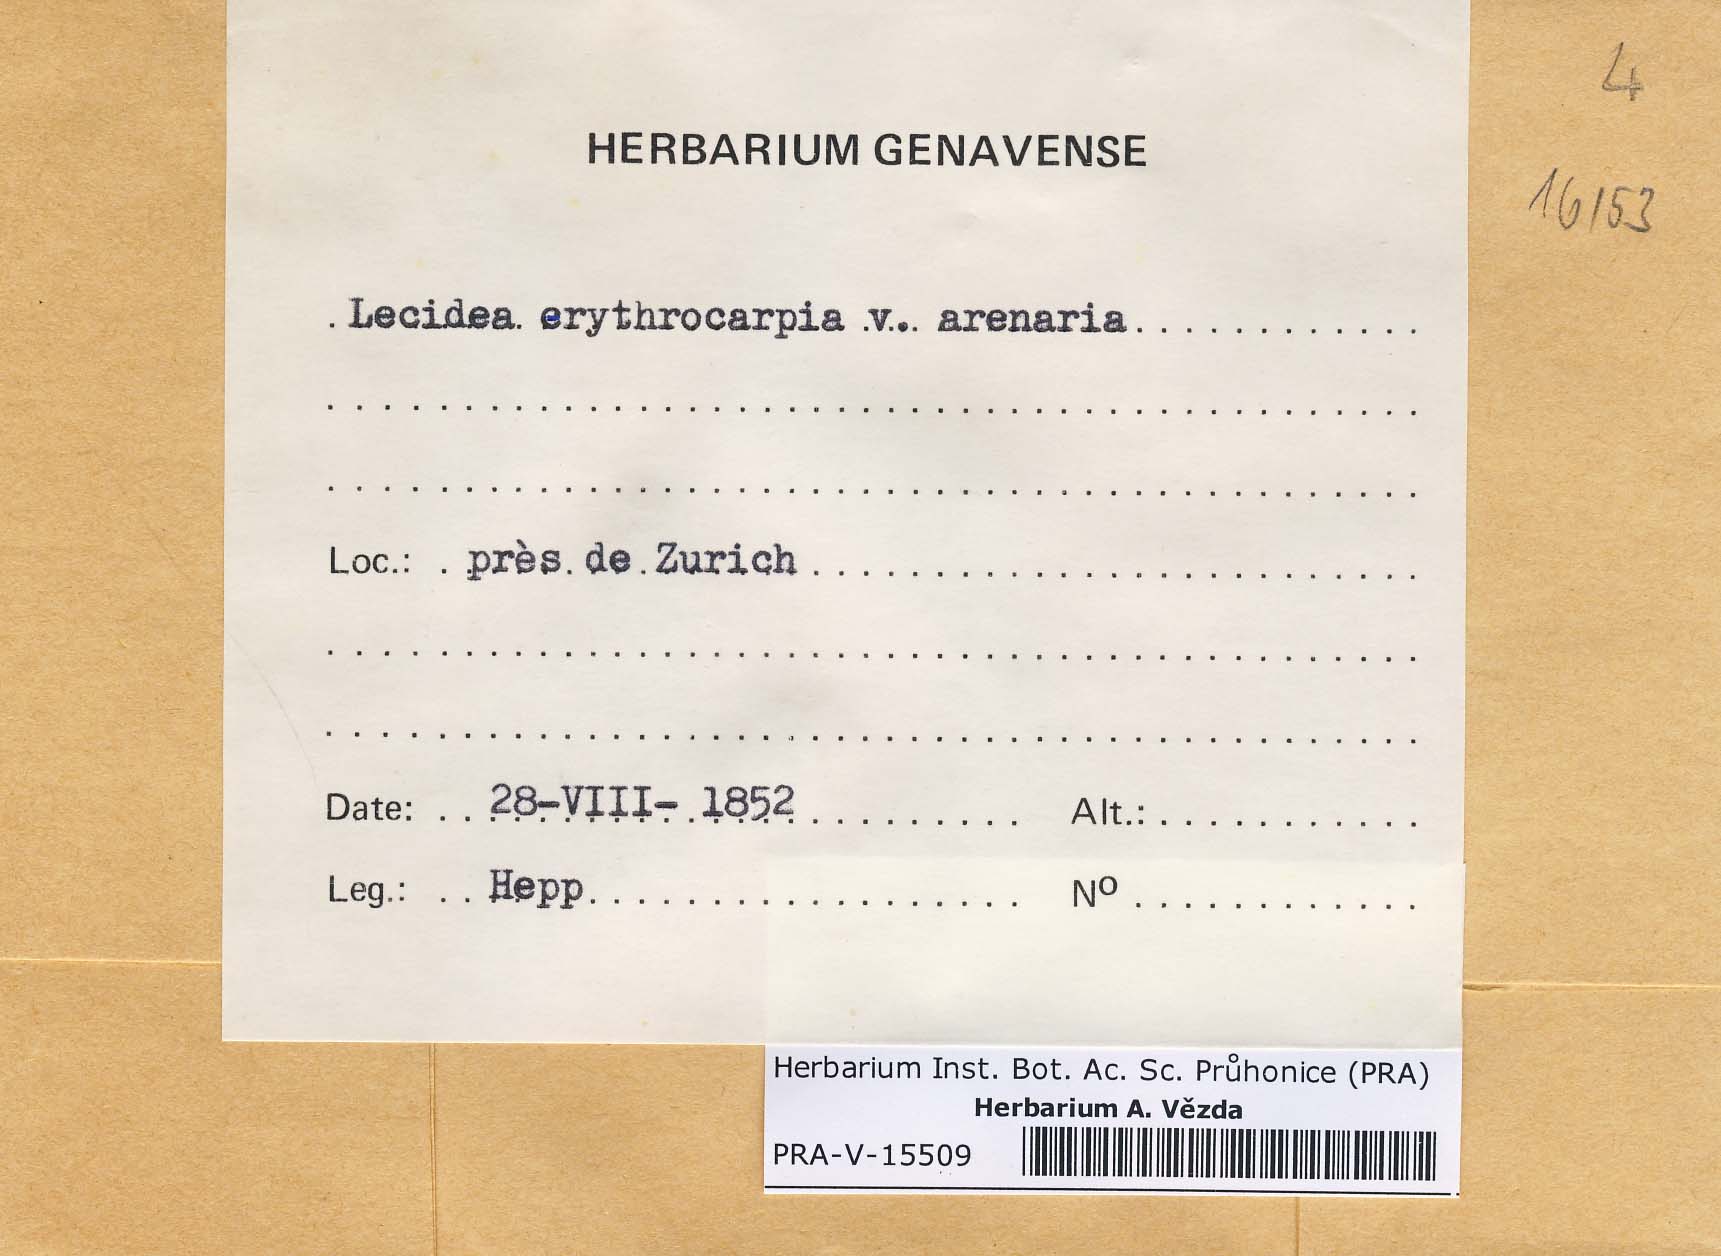 4
16/53
HERBARIUM GENAVENSE
Lecidea erythrocarpia v. arenaria
Loc.: près de Zurich
Date: 28-VIII- 1852 Alt.:
Leg.: Hepp Nº
Herbarium Inst. Bot. Ac. Sc. Průhonice (PRA)
Herbarium A. Vězda
PRA-V-15509